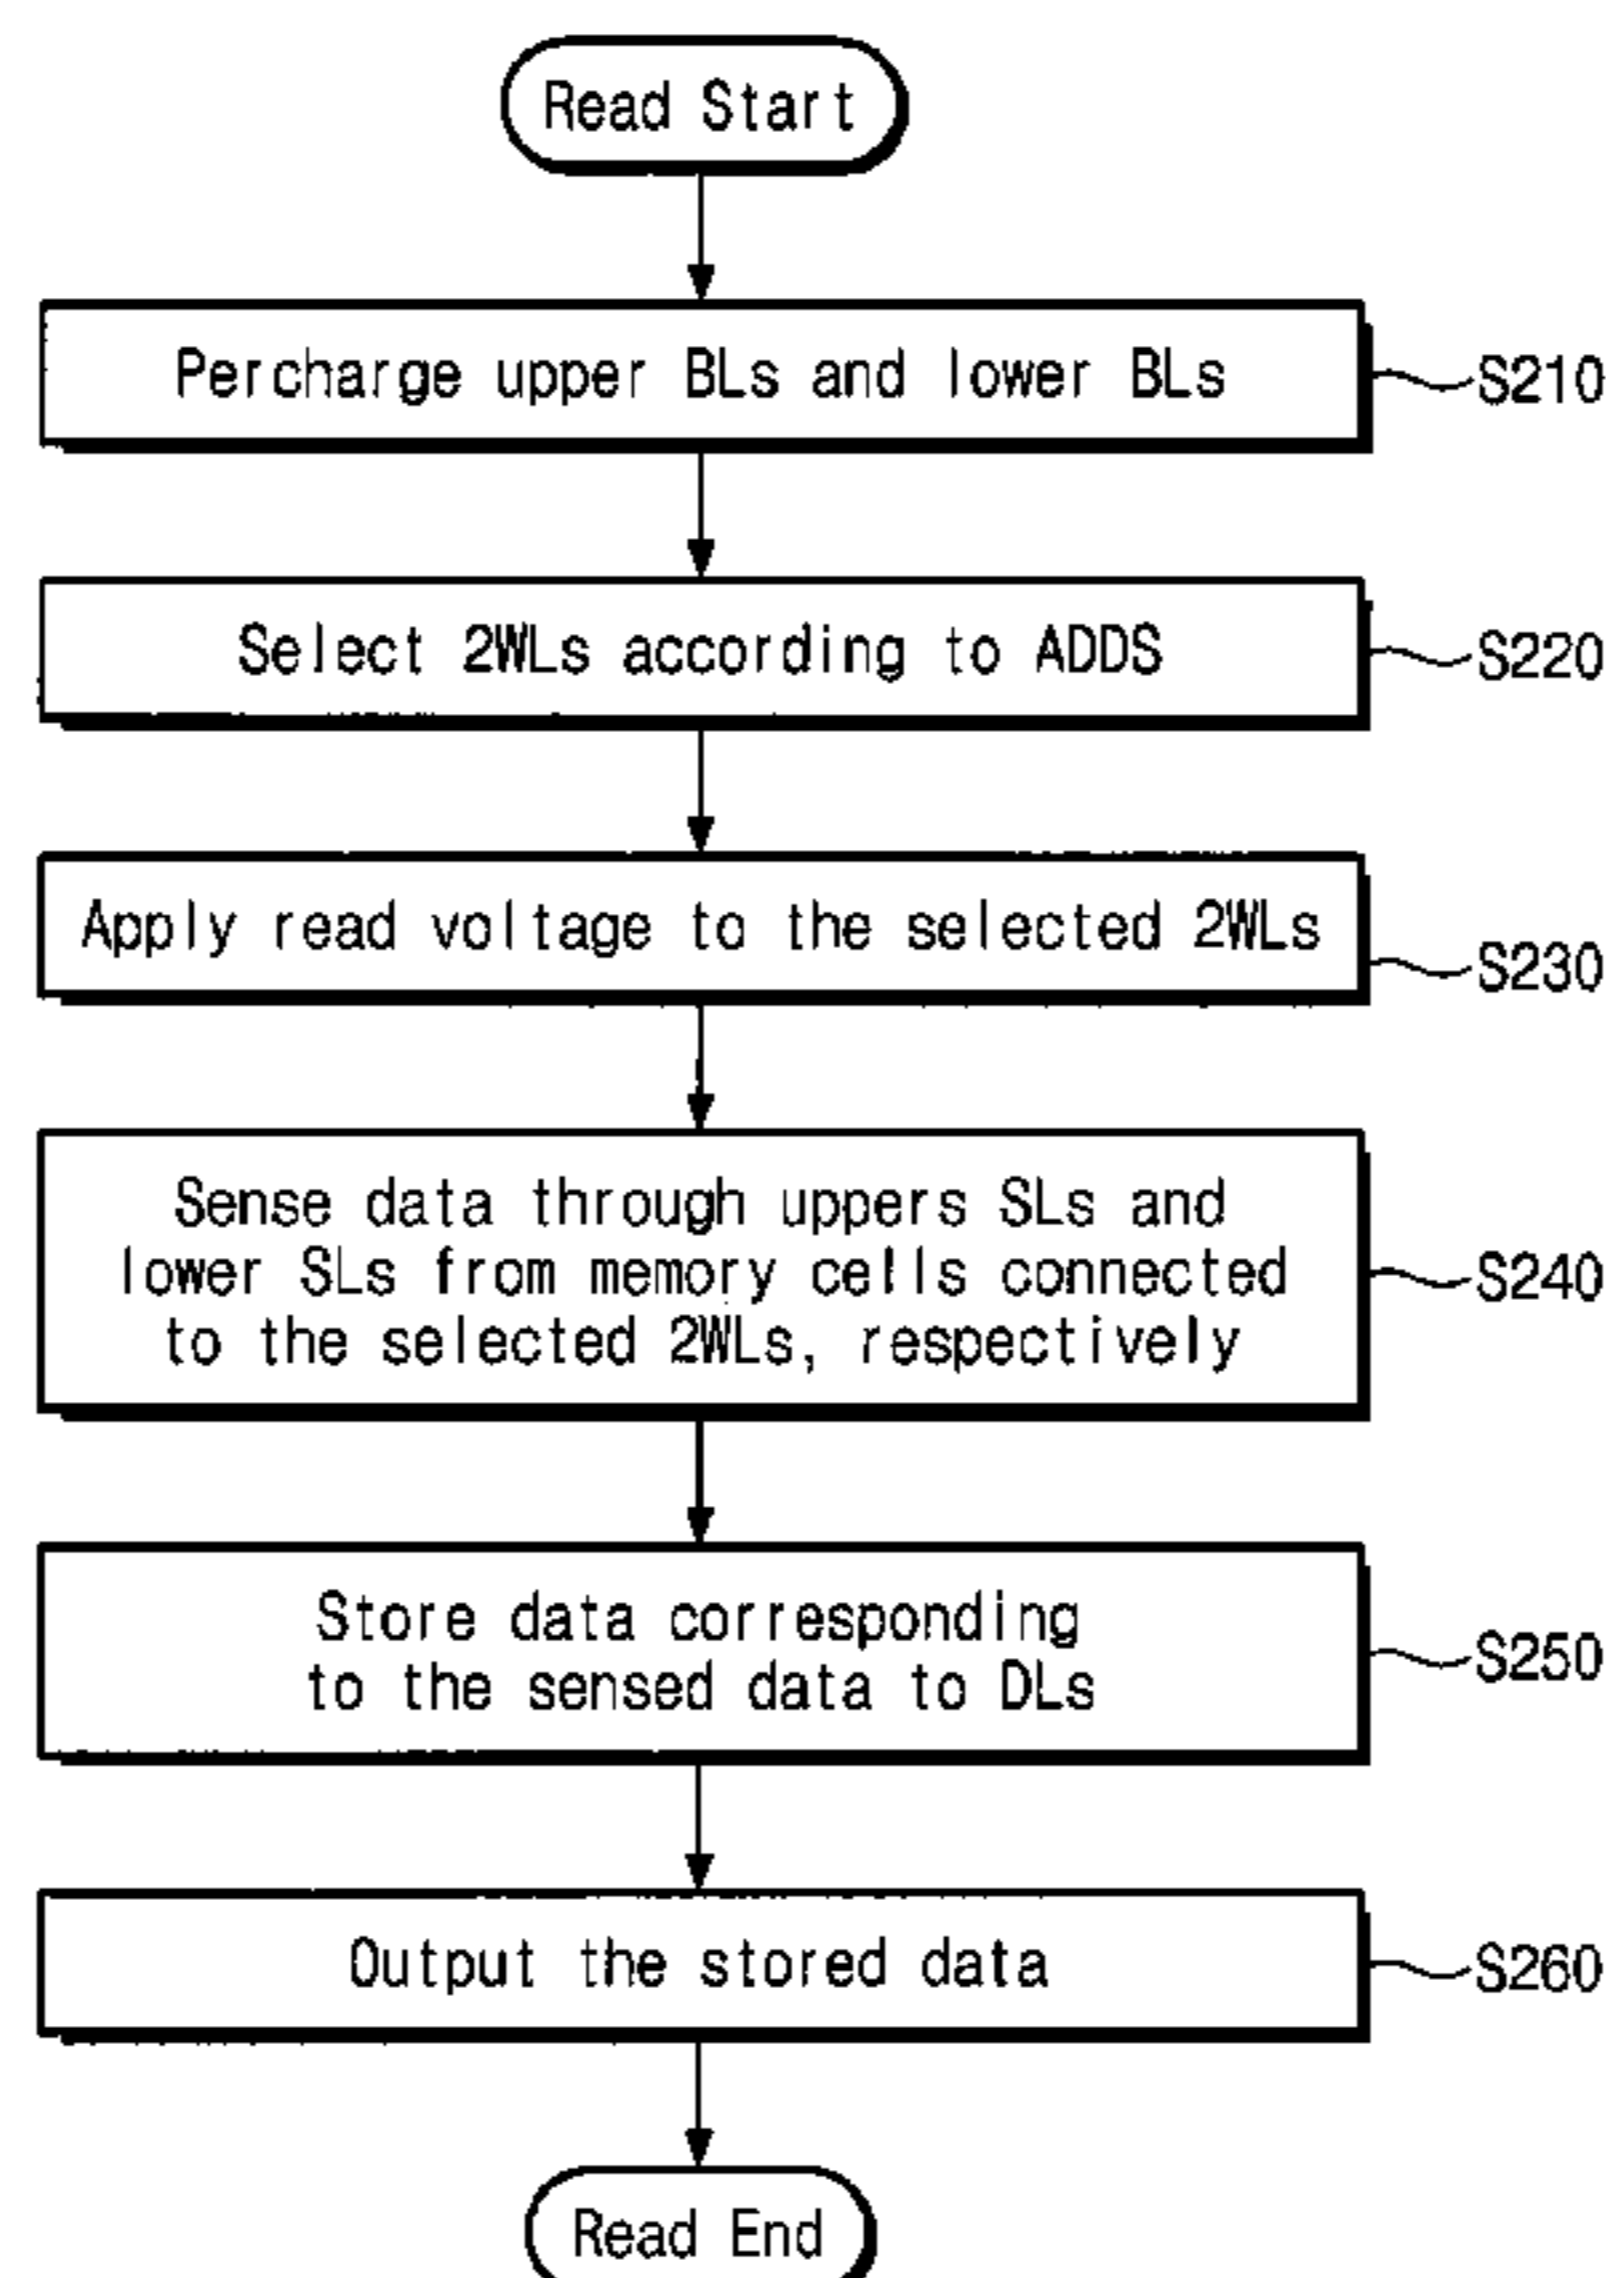 Read Start
Percharge upper BLs and lower BLs
S210
Select 2WLs according to ADDS
S220
Apply read voltage to the selected 2WLs
S230
Sense data through uppers SLs and
lower SLs from memory cells connected
to the selected 2WLs, respectively
S240
Store data corresponding
to the sensed data to DLs
S250
Output the stored data
S260
Read End